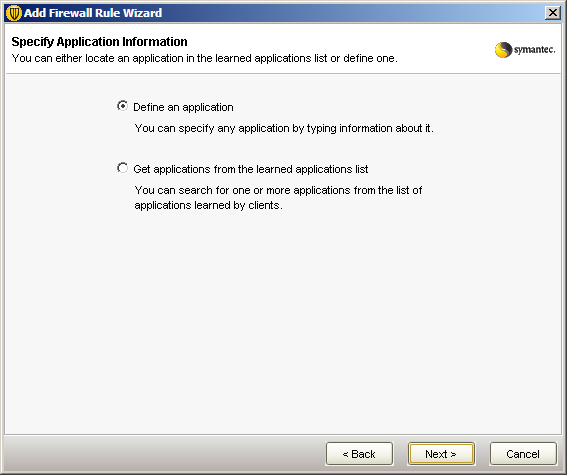 Add Firewall Rule Wizard
Specify Application Information
You can either locate an application in the learned applications list or define one.
symantec.
Define an application
You can specify any application by typing information about it.
Get applications from the learned applications list
You can search for one or more applications from the list of
applications learned by clients.
< Back
Next >
Cancel